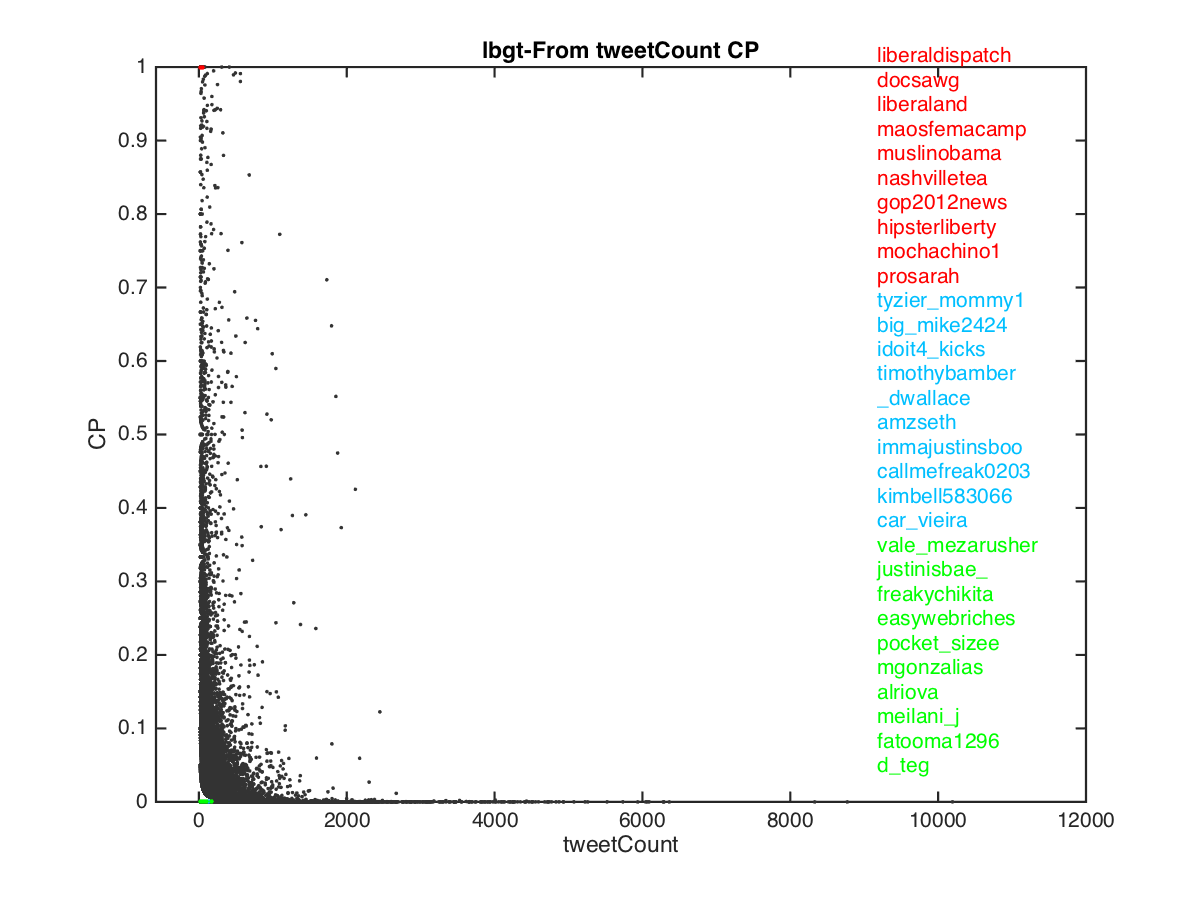 lbgt-From tweetCount CP
liberaldispatch
docsawg
liberaland
maosfemacamp
muslinobama
nashvilletea
gop2012news
hipsterliberty
mochachino1
prosarah
tyzier_mommy1
big_mike2424
idoit4_kicks
timothybamber
_dwallace
amzseth
immajustinsboo
callmefreak0203
kimbell583066
car_vieira
vale_mezarusher
justinisbae_
freakychikita
easywebriches
pocket_sizee
mgonzalias
alriova
meilani_j
fatooma1296
d_teg
1
0.9
0.8
0.7
0.6
0.5
0.4
0.3
0.2
0.1
0
CP
0 2000 4000 6000 8000 10000 12000
tweetCount